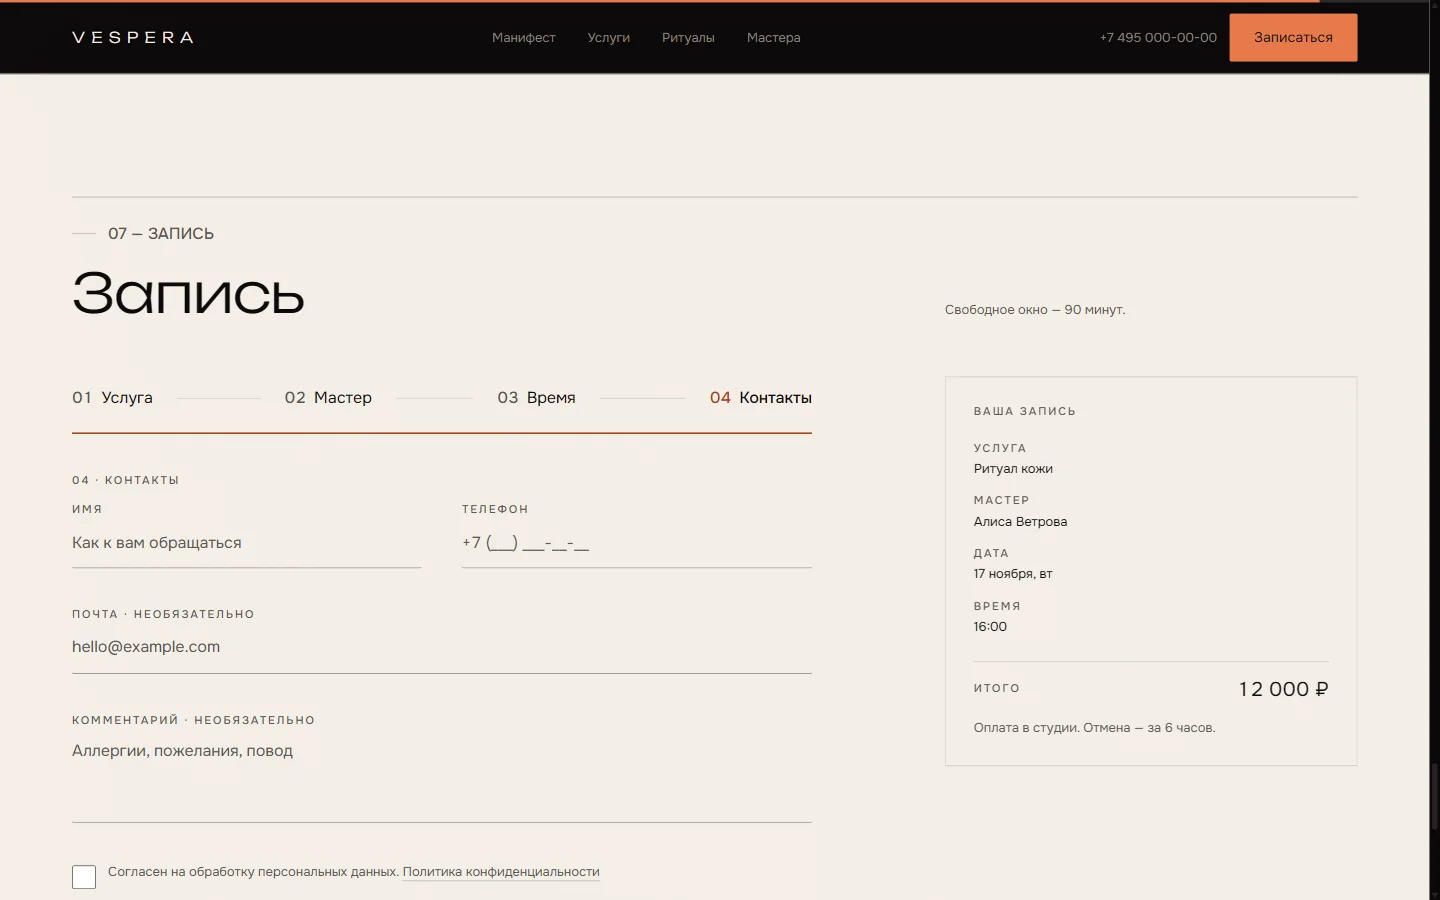 VESPERA
Манифест
Услуги
Ритуалы
Мастера
+7 495 000-00-00
Записаться
07 — ЗАПИСЬ
Запись
Свободное окно — 90 минут.
01 Услуга
02 Мастер
03 Время
04 Контакты
04 · КОНТАКТЫ
ИМЯ
Как к вам обращаться
ТЕЛЕФОН
+7 (___) ___-__-__
ПОЧТА · НЕОБЯЗАТЕЛЬНО
hello@example.com
КОММЕНТАРИЙ · НЕОБЯЗАТЕЛЬНО
Аллергии, пожелания, повод
Согласен на обработку персональных данных. Политика конфиденциальности
ВАША ЗАПИСЬ
УСЛУГА
Ритуал кожи
МАСТЕР
Алиса Ветрова
ДАТА
17 ноября, вт
ВРЕМЯ
16:00
ИТОГО
12 000 ₽
Оплата в студии. Отмена — за 6 часов.